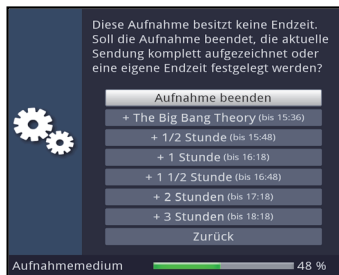 Diese Aufnahme besitzt keine Endzeit.
Soll die Aufnahme beendet, die aktuelle
Sendung komplett aufgezeichnet oder
eine eigene Endzeit festgelegt werden?
Aufnahme beenden
+ The Big Bang Theory (bis 15:36)
+ 1/2 Stunde (bis 15:48)
+ 1 Stunde (bis 16:18)
+ 1 1/2 Stunde (bis 16:48)
+ 2 Stunden (bis 17:18)
+ 3 Stunden (bis 18:18)
Zurück
Aufnahmemedium 48 %